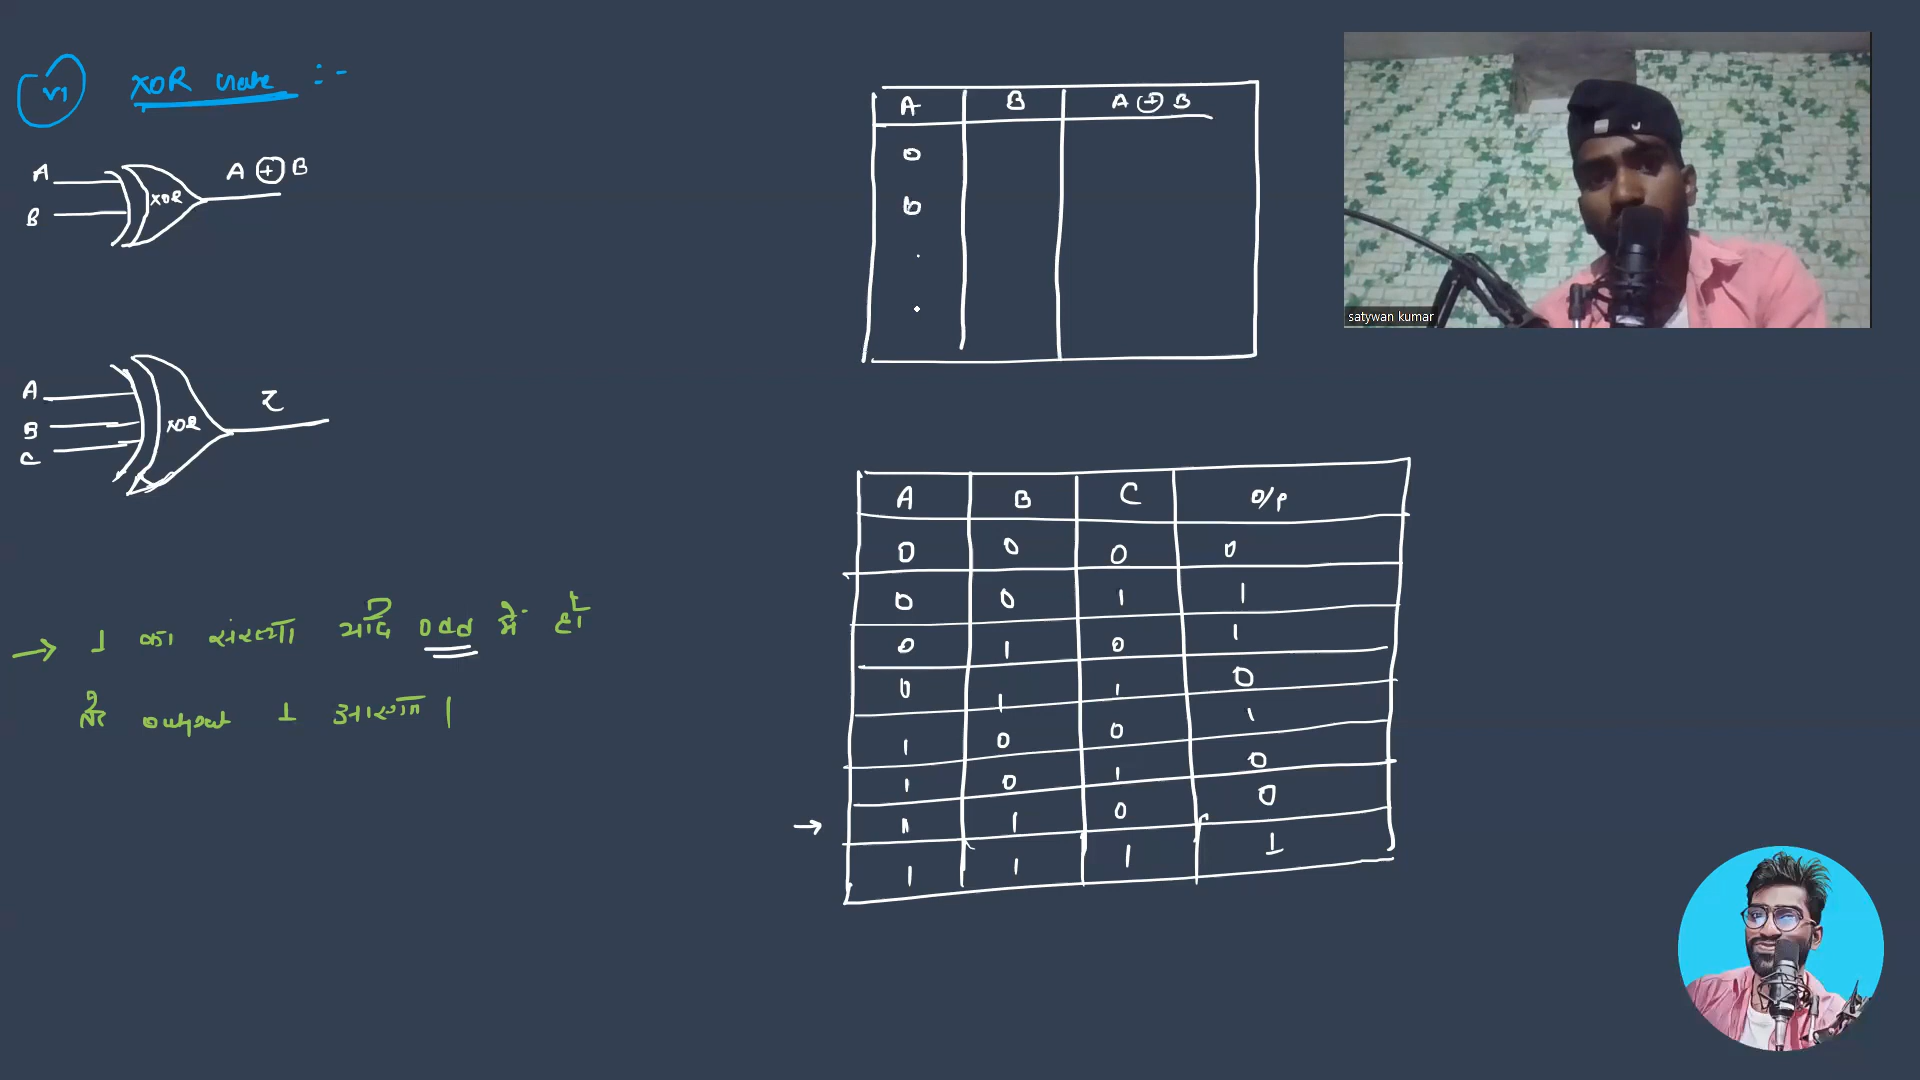 VI XOR Gate :-
A
B
XOR
A ⊕ B
A
B
C
XOR
Z
→ 1 का संख्या यदि odd में हो
तो output 1 आएगा |
A B A ⊕ B
0
0
.
.
satywan kumar
A B C O/P
0 0 0 0
0 0 1 1
0 1 0 1
0 1 1 0
1 0 0 1
1 0 1 0
→ 1 1 0 0
1 1 1 1